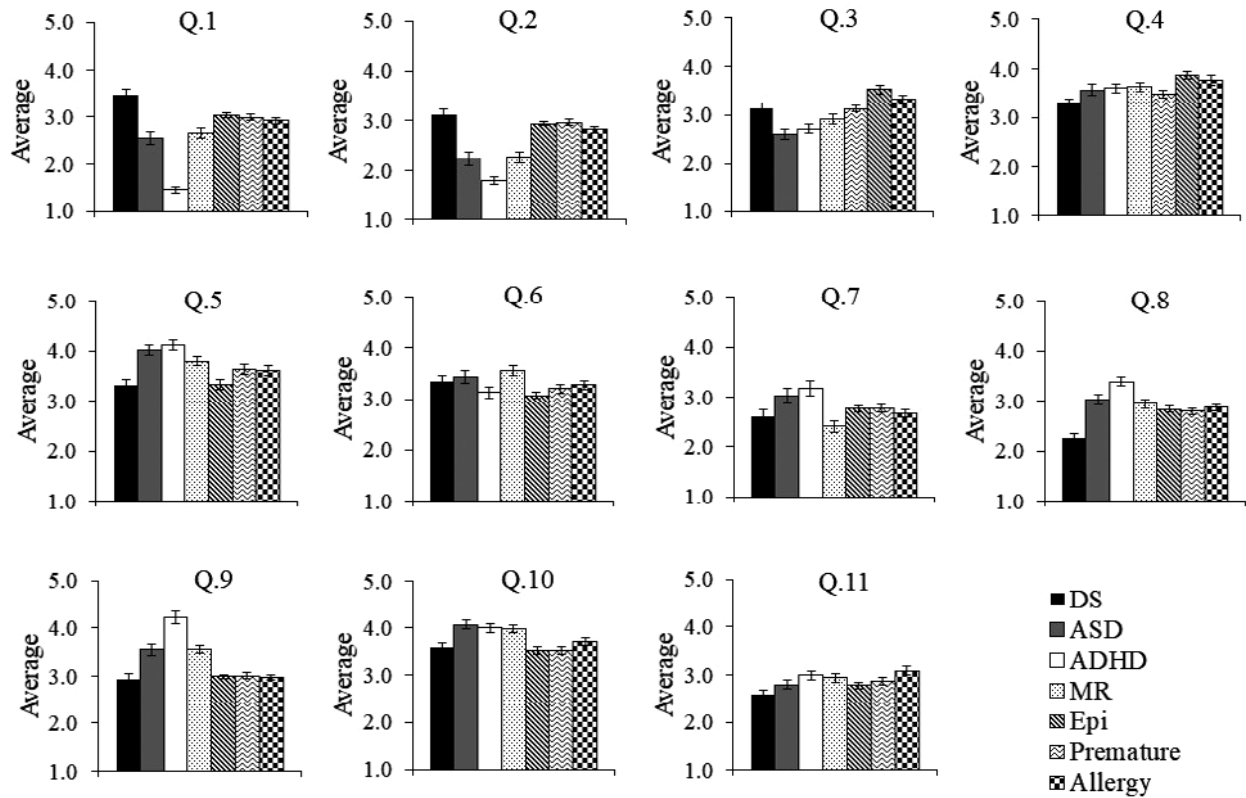 Q.1
Average
5.0
4.0
3.0
2.0
1.0
Q.2
Average
5.0
4.0
3.0
2.0
1.0
Q.3
Average
5.0
4.0
3.0
2.0
1.0
Q.4
Average
5.0
4.0
3.0
2.0
1.0
Q.5
Average
5.0
4.0
3.0
2.0
1.0
Q.6
Average
5.0
4.0
3.0
2.0
1.0
Q.7
Average
5.0
4.0
3.0
2.0
1.0
Q.8
Average
5.0
4.0
3.0
2.0
1.0
Q.9
Average
5.0
4.0
3.0
2.0
1.0
Q.10
Average
5.0
4.0
3.0
2.0
1.0
Q.11
Average
5.0
4.0
3.0
2.0
1.0
DS
ASD
ADHD
MR
Epi
Premature
Allergy